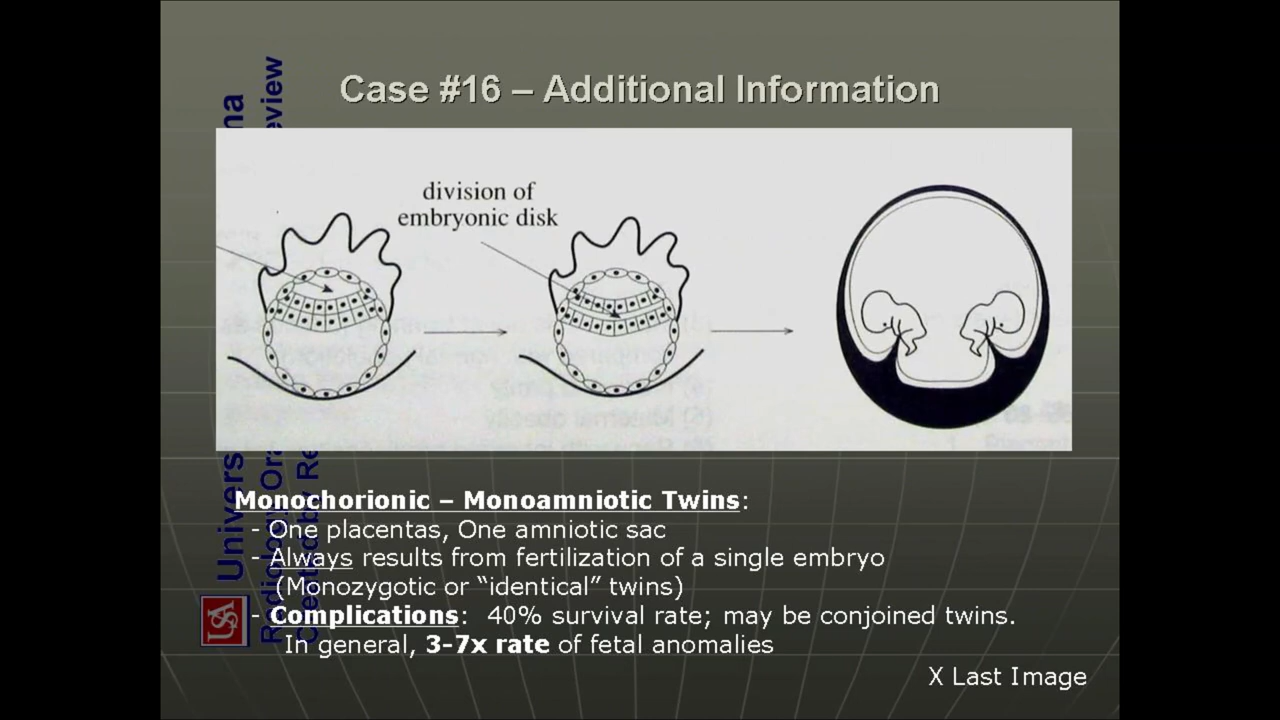 Case #16 – Additional Information
division of
embryonic disk
Monochorionic – Monoamniotic Twins:
- One placentas, One amniotic sac
- Always results from fertilization of a single embryo
(Monozygotic or “identical” twins)
- Complications: 40% survival rate; may be conjoined twins.
In general, 3-7x rate of fetal anomalies
X Last Image
USA